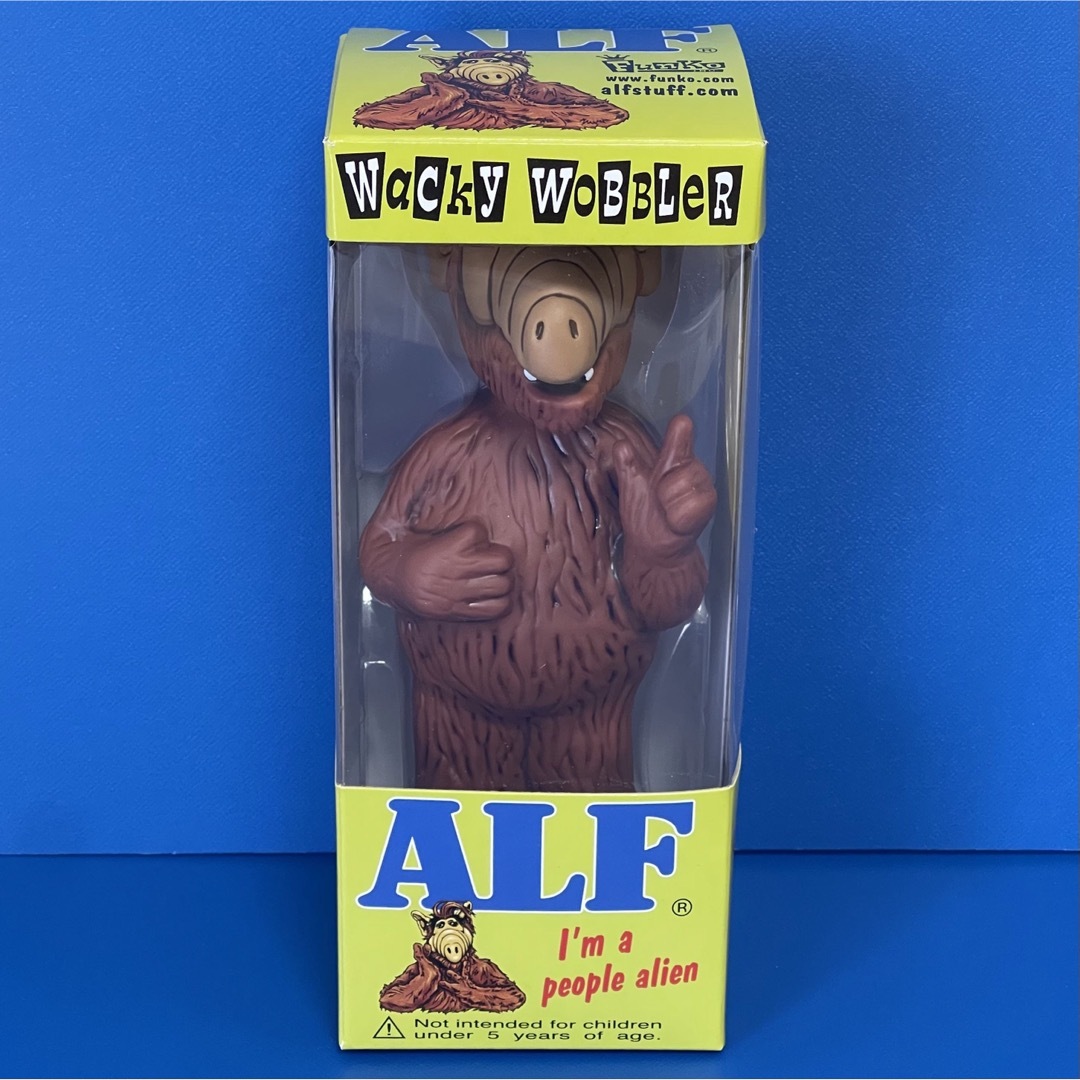 ALF®
Funko
www.funko.com
alfstuff.com
Wacky Wobbler
ALF®
I'm a
people alien
Not intended for children
under 5 years of age.